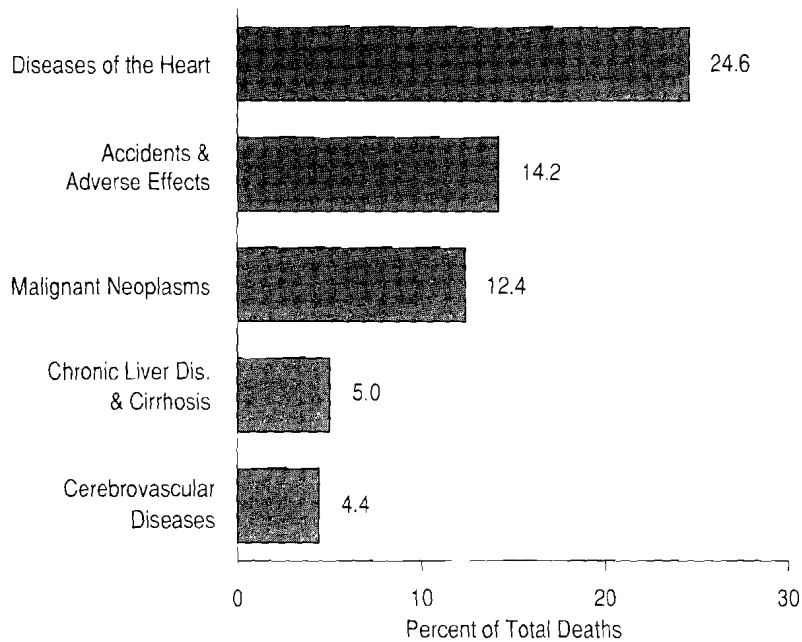 Diseases of the Heart
24.6
Accidents &
Adverse Effects
14.2
Malignant Neoplasms
12.4
Chronic Liver Dis.
& Cirrhosis
5.0
Cerebrovascular
Diseases
4.4
0 10 20 30
Percent of Total Deaths